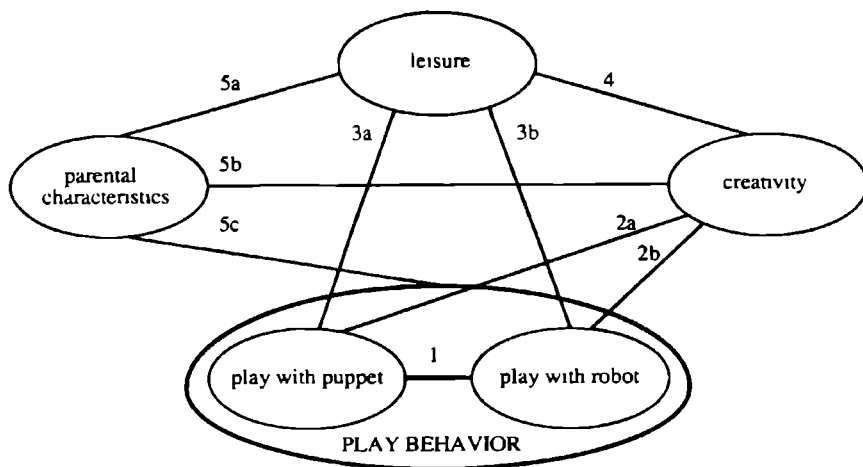 leisure
5a
4
3a
3b
parental
characteristics
5b
creativity
5c
2a
2b
1
play with puppet
play with robot
PLAY BEHAVIOR